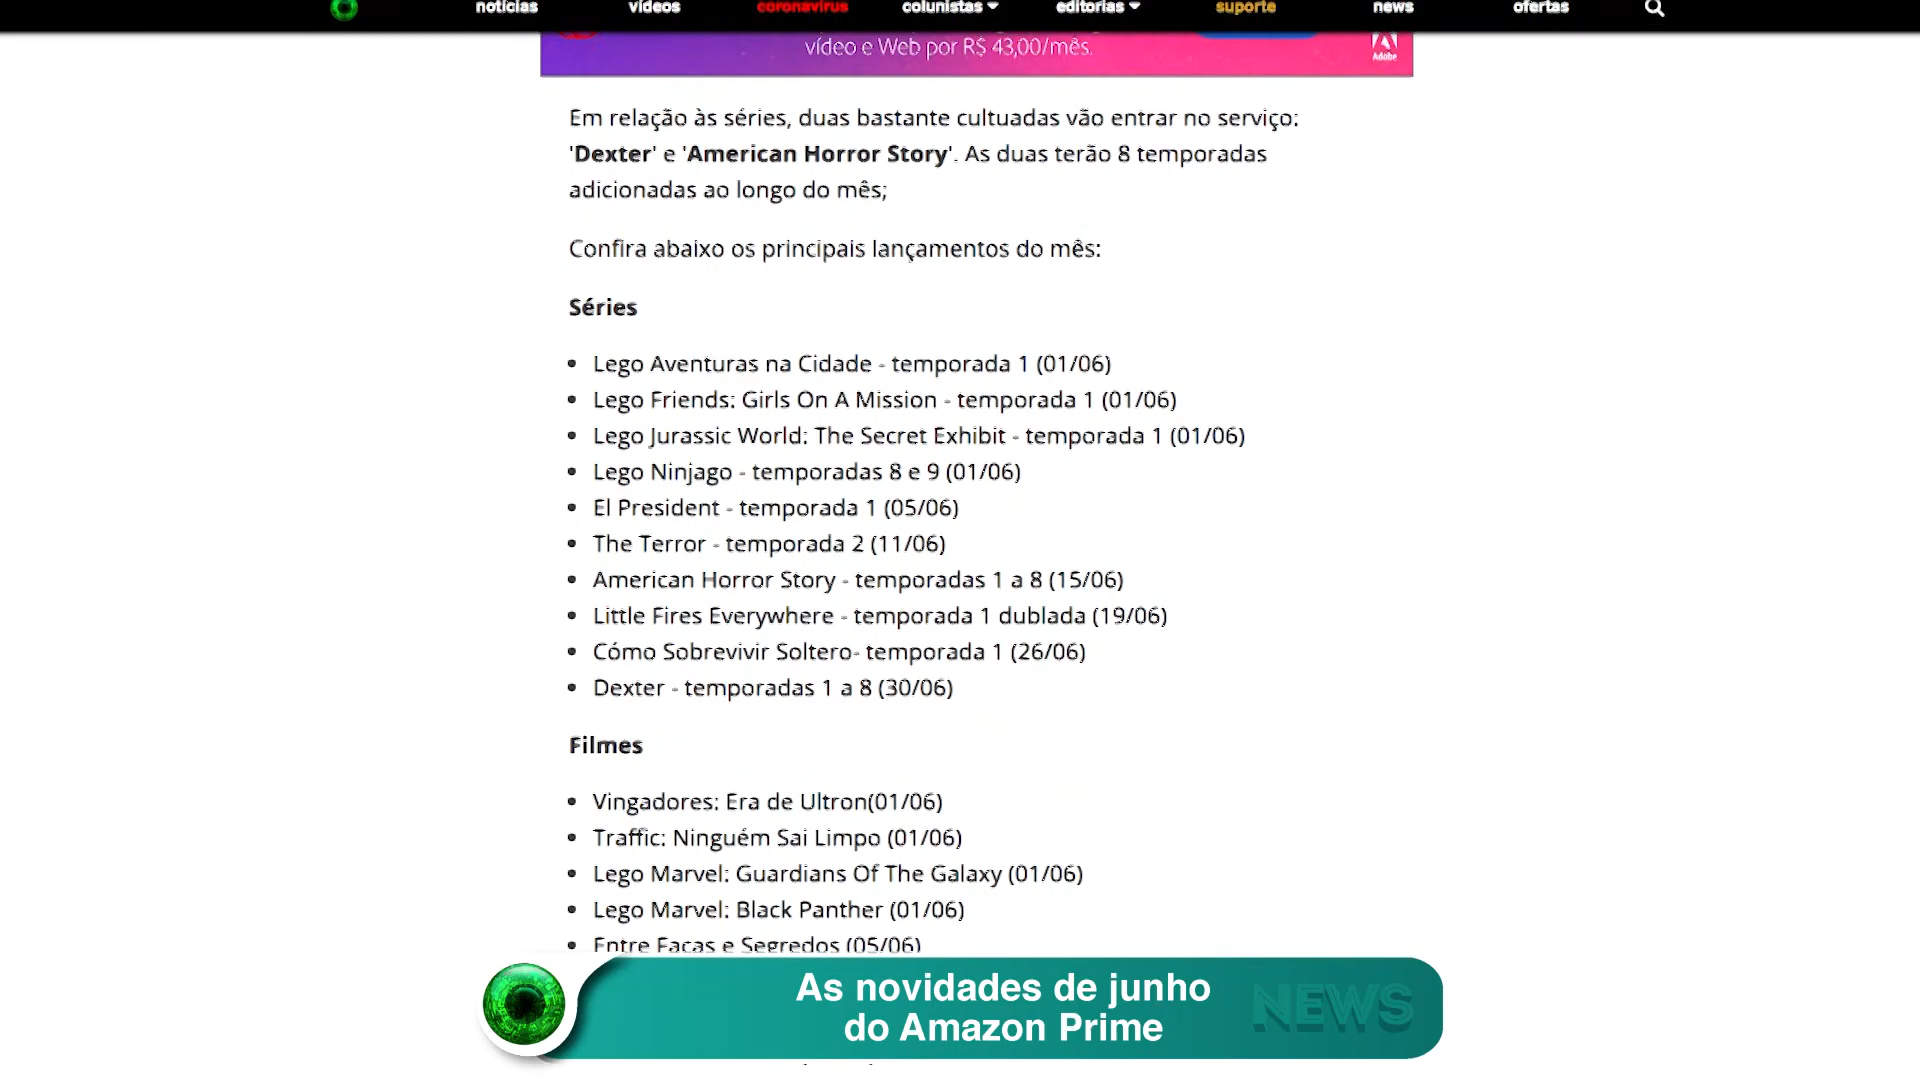 notícias vídeos coronavírus colunistas editorias suporte news ofertas
vídeo e Web por R$ 43,00/mês.
Adobe
Em relação às séries, duas bastante cultuadas vão entrar no serviço:
'Dexter' e 'American Horror Story'. As duas terão 8 temporadas
adicionadas ao longo do mês;
Confira abaixo os principais lançamentos do mês:
Séries
Lego Aventuras na Cidade - temporada 1 (01/06)
Lego Friends: Girls On A Mission - temporada 1 (01/06)
Lego Jurassic World: The Secret Exhibit - temporada 1 (01/06)
Lego Ninjago - temporadas 8 e 9 (01/06)
El President - temporada 1 (05/06)
The Terror - temporada 2 (11/06)
American Horror Story - temporadas 1 a 8 (15/06)
Little Fires Everywhere - temporada 1 dublada (19/06)
Cómo Sobrevivir Soltero- temporada 1 (26/06)
Dexter - temporadas 1 a 8 (30/06)
Filmes
Vingadores: Era de Ultron(01/06)
Traffic: Ninguém Sai Limpo (01/06)
Lego Marvel: Guardians Of The Galaxy (01/06)
Lego Marvel: Black Panther (01/06)
Entre Facas e Segredos (05/06)
As novidades de junho
do Amazon Prime
NEWS